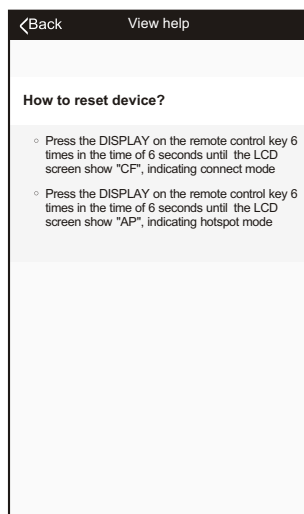 Back View help
How to reset device?
○ Press the DISPLAY on the remote control key 6
times in the time of 6 seconds until the LCD
screen show "CF", indicating connect mode
○ Press the DISPLAY on the remote control key 6
times in the time of 6 seconds until the LCD
screen show "AP", indicating hotspot mode